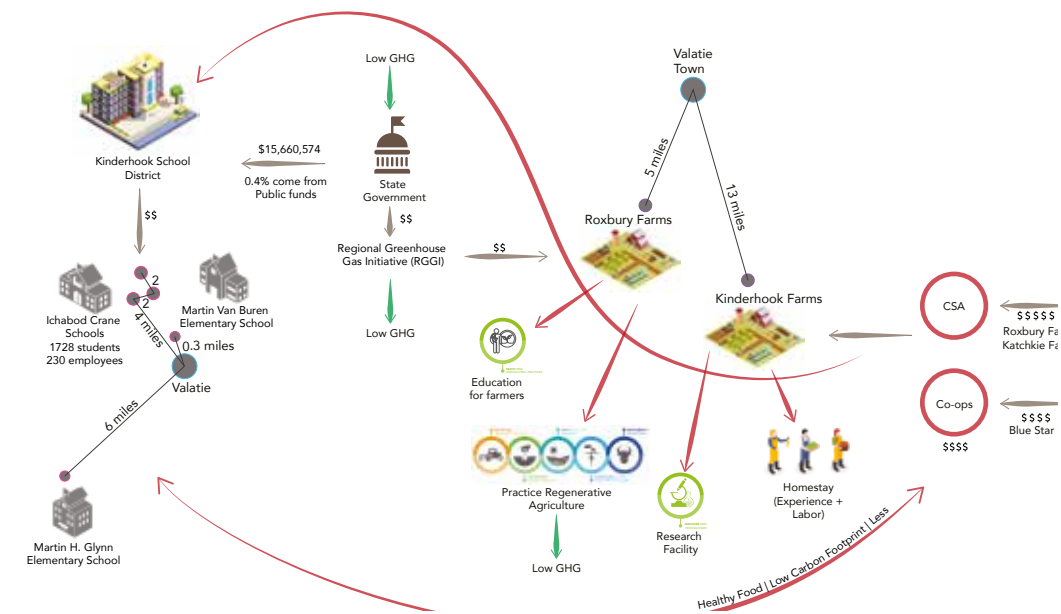 Low GHG
Valatie
Town
$15,660,574
0.4% come from
Public funds
State
Government
Kinderhook School
District
5 miles
13 miles
$$
$$
Regional Greenhouse
Gas Initiative (RGGI)
$$
Roxbury Farms
Kinderhook Farms
2
2
4 miles
Ichabod Crane
Schools
1728 students
230 employees
Martin Van Buren
Elementary School
0.3 miles
Valatie
Low GHG
CSA
$$$$$
Roxbury Fa
Katchkie Fa
Education
for farmers
Co-ops
$$$$
Blue Star
$$$$
6 miles
Practice Regenerative
Agriculture
Homestay
(Experience +
Labor)
Research
Facility
Martin H. Glynn
Elementary School
Low GHG
Healthy Food | Low Carbon Footprint | Less